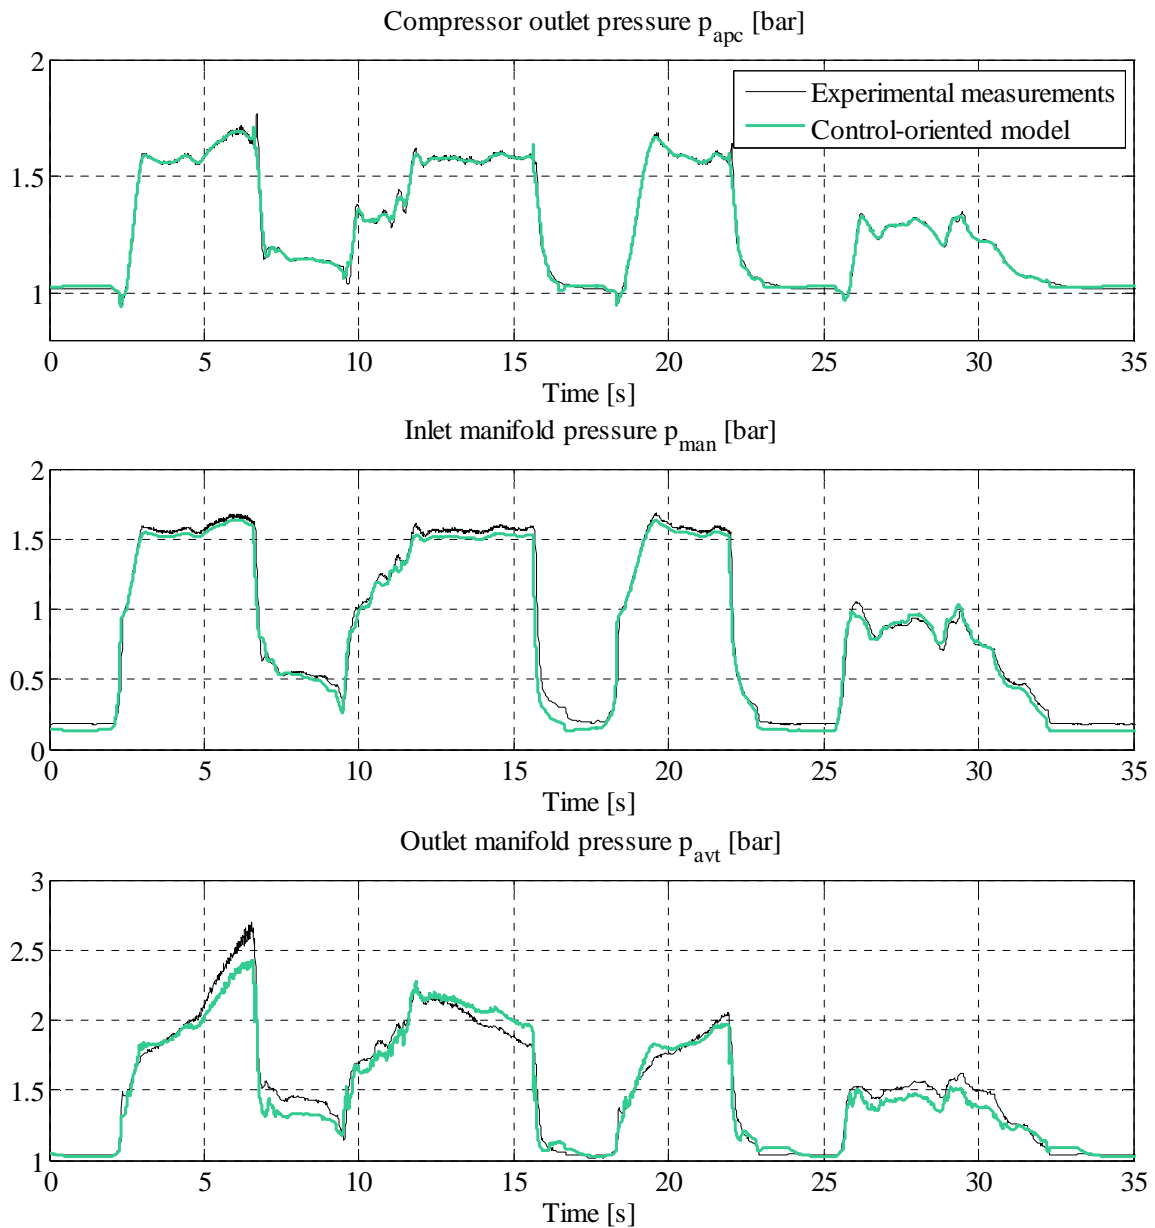 Compressor outlet pressure p_apc [bar]
2
Experimental measurements
Control-oriented model
1.5
1
0 5 10 15 20 25 30 35
Time [s]
Inlet manifold pressure p_man [bar]
2
1.5
1
0.5
0
0 5 10 15 20 25 30 35
Time [s]
Outlet manifold pressure p_avt [bar]
3
2.5
2
1.5
1
0 5 10 15 20 25 30 35
Time [s]